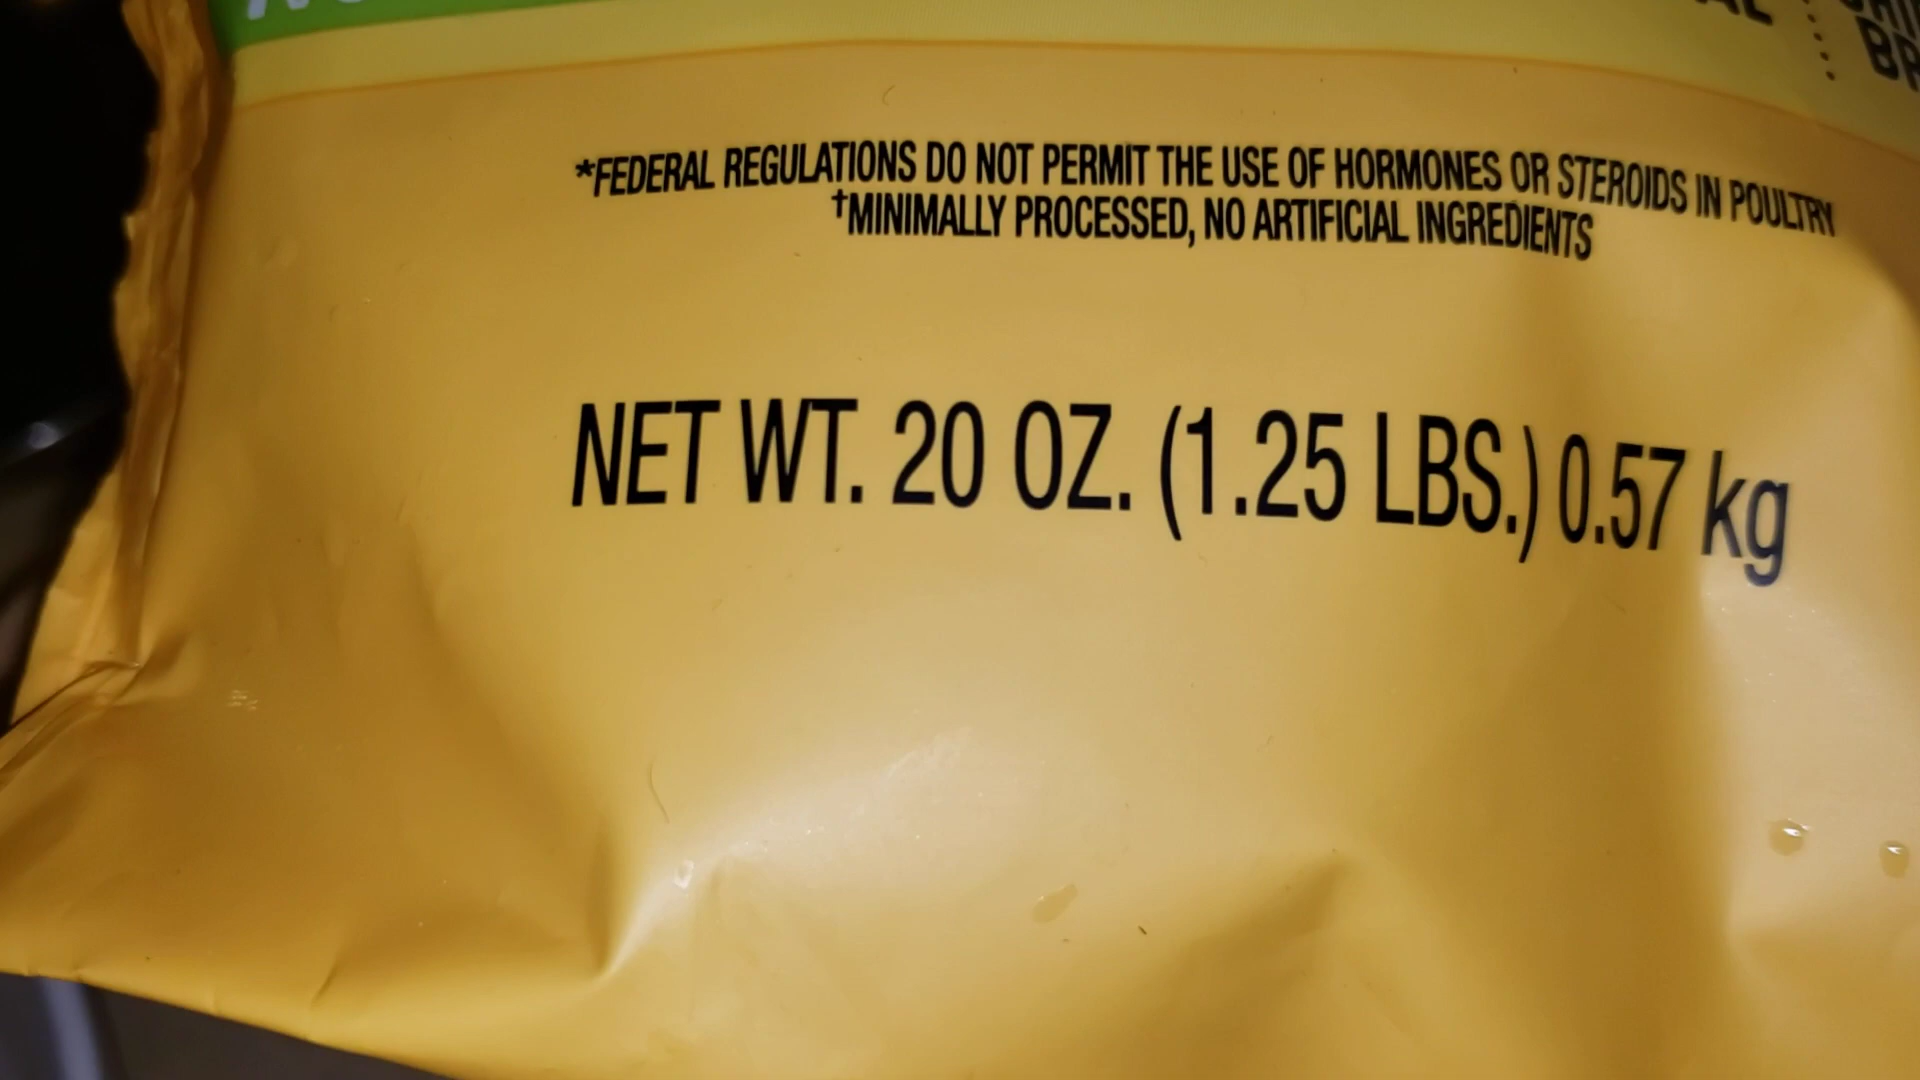 *FEDERAL REGULATIONS DO NOT PERMIT THE USE OF HORMONES OR STEROIDS IN POULTRY
†MINIMALLY PROCESSED, NO ARTIFICIAL INGREDIENTS
NET WT. 20 OZ. (1.25 LBS.) 0.57 kg